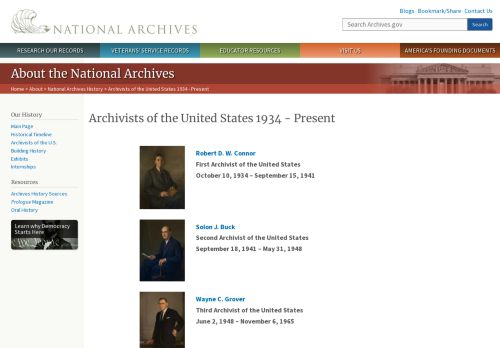 NATIONAL ARCHIVES
Blogs · Bookmark/Share · Contact Us
Search Archives.gov
Search
RESEARCH OUR RECORDS
VETERANS' SERVICE RECORDS
EDUCATOR RESOURCES
VISIT US
AMERICA'S FOUNDING DOCUMENTS
About the National Archives
Home > About > National Archives History > Archivists of the United States 1934 - Present
Our History
Main Page
Historical Timeline
Archivists of the U.S.
Building History
Exhibits
Internships
Resources
Archives History Sources
Prologue Magazine
Oral History
Learn why Democracy
Starts Here
Archivists of the United States 1934 - Present
Robert D. W. Connor
First Archivist of the United States
October 10, 1934 – September 15, 1941
Solon J. Buck
Second Archivist of the United States
September 18, 1941 – May 31, 1948
Wayne C. Grover
Third Archivist of the United States
June 2, 1948 – November 6, 1965